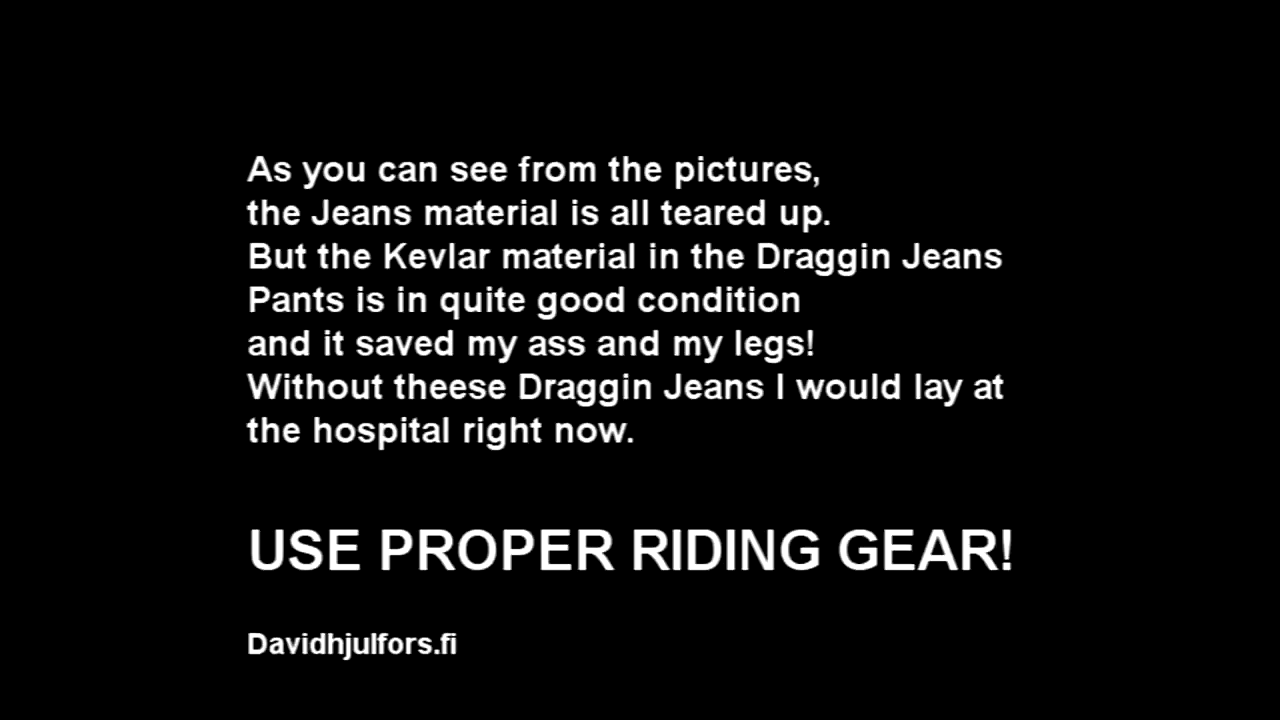 As you can see from the pictures,
the Jeans material is all teared up.
But the Kevlar material in the Draggin Jeans
Pants is in quite good condition
and it saved my ass and my legs!
Without theese Draggin Jeans I would lay at
the hospital right now.
USE PROPER RIDING GEAR!
Davidhjulfors.fi